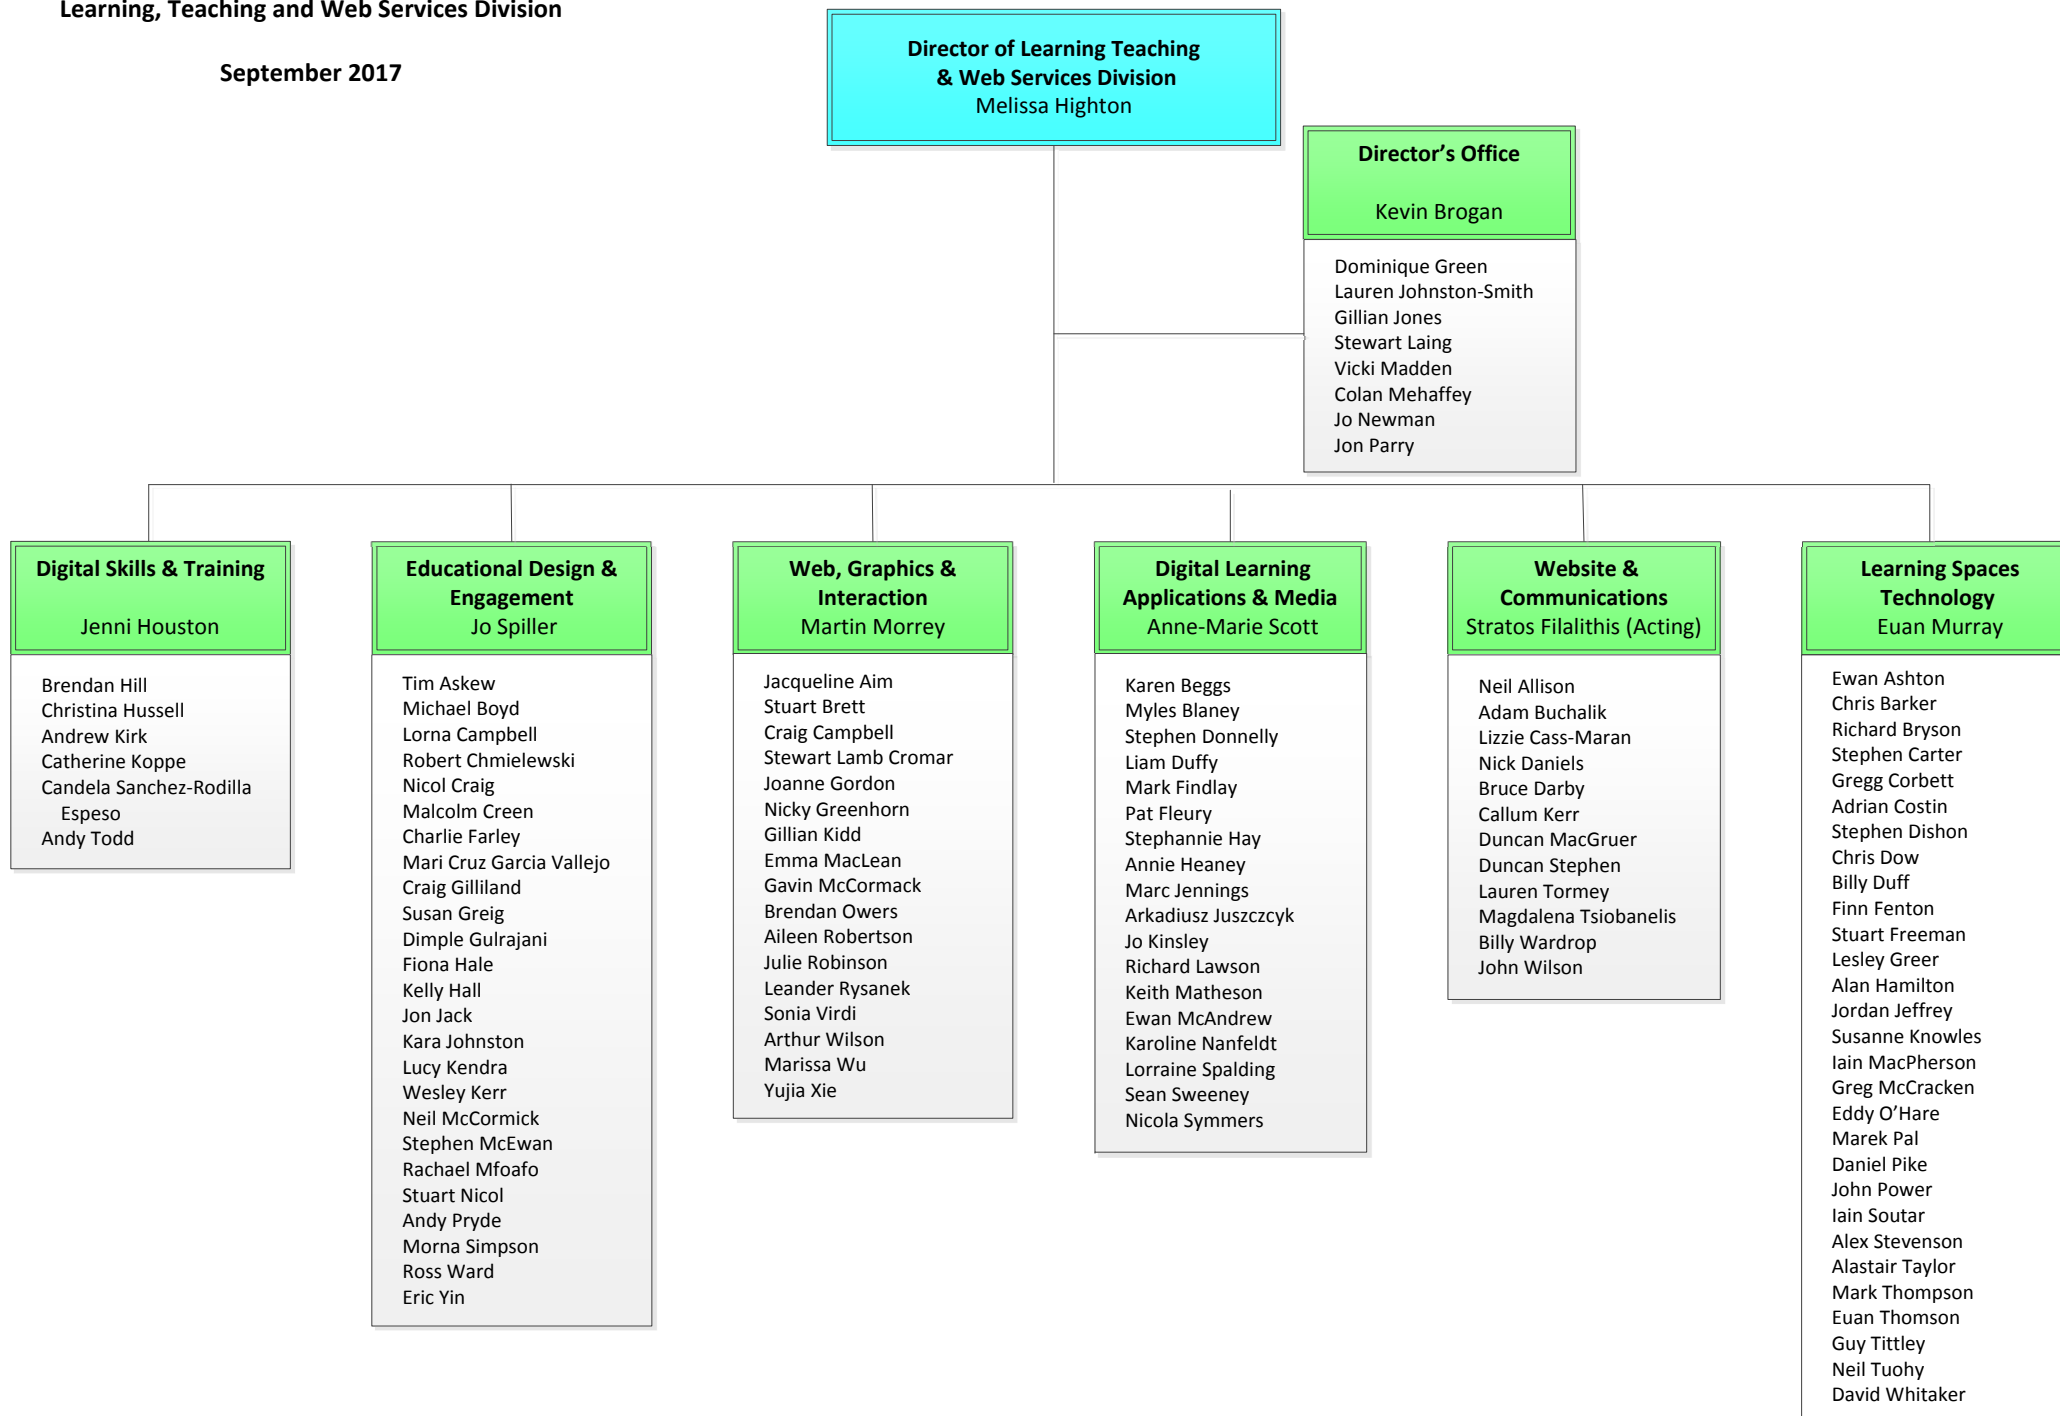 Learning, Teaching and Web Services Division
September 2017
Director of Learning Teaching
& Web Services Division
Melissa Highton
Director's Office
Kevin Brogan
Dominique Green
Lauren Johnston-Smith
Gillian Jones
Stewart Laing
Vicki Madden
Colan Mehaffey
Jo Newman
Jon Parry
Digital Skills & Training
Jenni Houston
Brendan Hill
Christina Hussell
Andrew Kirk
Catherine Koppe
Candela Sanchez-Rodilla
Espeso
Andy Todd
Educational Design &
Engagement
Jo Spiller
Tim Askew
Michael Boyd
Lorna Campbell
Robert Chmielewski
Nicol Craig
Malcolm Creen
Charlie Farley
Mari Cruz Garcia Vallejo
Craig Gilliland
Susan Greig
Dimple Gulrajani
Fiona Hale
Kelly Hall
Jon Jack
Kara Johnston
Lucy Kendra
Wesley Kerr
Neil McCormick
Stephen McEwan
Rachael Mfoafo
Stuart Nicol
Andy Pryde
Morna Simpson
Ross Ward
Eric Yin
Web, Graphics &
Interaction
Martin Morrey
Jacqueline Aim
Stuart Brett
Craig Campbell
Stewart Lamb Cromar
Joanne Gordon
Nicky Greenhorn
Gillian Kidd
Emma MacLean
Gavin McCormack
Brendan Owers
Aileen Robertson
Julie Robinson
Leander Rysanek
Sonia Virdi
Arthur Wilson
Marissa Wu
Yujia Xie
Digital Learning
Applications & Media
Anne-Marie Scott
Karen Beggs
Myles Blaney
Stephen Donnelly
Liam Duffy
Mark Findlay
Pat Fleury
Stephannie Hay
Annie Heaney
Marc Jennings
Arkadiusz Juszczcyk
Jo Kinsley
Richard Lawson
Keith Matheson
Ewan McAndrew
Karoline Nanfeldt
Lorraine Spalding
Sean Sweeney
Nicola Symmers
Website &
Communications
Stratos Filalithis (Acting)
Neil Allison
Adam Buchalik
Lizzie Cass-Maran
Nick Daniels
Bruce Darby
Callum Kerr
Duncan MacGruer
Duncan Stephen
Lauren Tormey
Magdalena Tsiobanelis
Billy Wardrop
John Wilson
Learning Spaces
Technology
Euan Murray
Ewan Ashton
Chris Barker
Richard Bryson
Stephen Carter
Gregg Corbett
Adrian Costin
Stephen Dishon
Chris Dow
Billy Duff
Finn Fenton
Stuart Freeman
Lesley Greer
Alan Hamilton
Jordan Jeffrey
Susanne Knowles
Iain MacPherson
Greg McCracken
Eddy O'Hare
Marek Pal
Daniel Pike
John Power
Iain Soutar
Alex Stevenson
Alastair Taylor
Mark Thompson
Euan Thomson
Guy Tittley
Neil Tuohy
David Whitaker